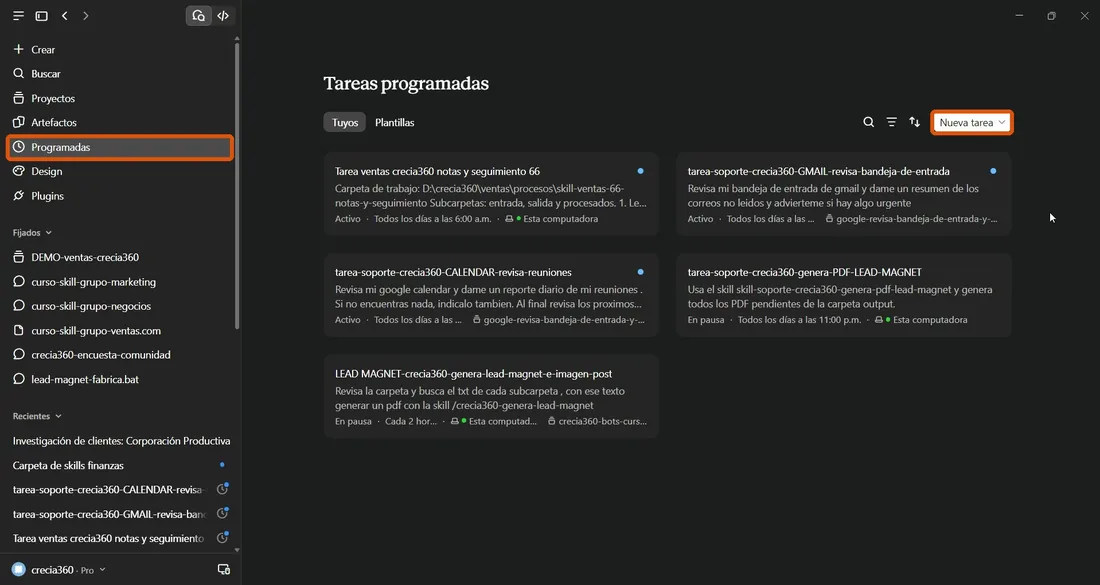 Crear
Buscar
Proyectos
Artefactos
Programadas
Design
Plugins
Fijados
DEMO-ventas-crecia360
curso-skill-grupo-marketing
curso-skill-grupo-negocios
curso-skill-grupo-ventas.com
crecia360-encuesta-comunidad
lead-magnet-fabrica.bat
Recientes
Investigación de clientes: Corporación Productiva
Carpeta de skills finanzas
tarea-soporte-crecia360-CALENDAR-revisa-
tarea-soporte-crecia360-GMAIL-revisa-ban
Tarea ventas crecia360 notas y seguimiento
crecia360 · Pro
Tareas programadas
Tuyos Plantillas
Nueva tarea
Tarea ventas crecia360 notas y seguimiento 66
Carpeta de trabajo: D:\crecia360\ventas\procesos\skill-ventas-66-
notas-y-seguimiento Subcarpetas: entrada, salida y procesados. 1. Le...
Activo · Todos los días a las 6:00 a.m. · Esta computadora
tarea-soporte-crecia360-GMAIL-revisa-bandeja-de-entrada
Revisa mi bandeja de entrada de gmail y dame un resumen de los
correos no leidos y advierteme si hay algo urgente
Activo · Todos los días a las ... google-revisa-bandeja-de-entrada-y-...
tarea-soporte-crecia360-CALENDAR-revisa-reuniones
Revisa mi google calendar y dame un reporte diario de mi reuniones .
Si no encuentras nada, indicalo tambien. Al final revisa los proximos...
Activo · Todos los días a las ... google-revisa-bandeja-de-entrada-y-...
tarea-soporte-crecia360-genera-PDF-LEAD-MAGNET
Usa el skill skill-soporte-crecia360-genera-pdf-lead-magnet y genera
todos los PDF pendientes de la carpeta output.
En pausa · Todos los días a las 11:00 p.m. · Esta computadora
LEAD MAGNET-crecia360-genera-lead-magnet-e-imagen-post
Revisa la carpeta y busca el txt de cada subcarpeta , con ese texto
generar un pdf con la skill /crecia360-genera-lead-magnet
En pausa · Cada 2 hor... · Esta computad... crecia360-bots-curs...